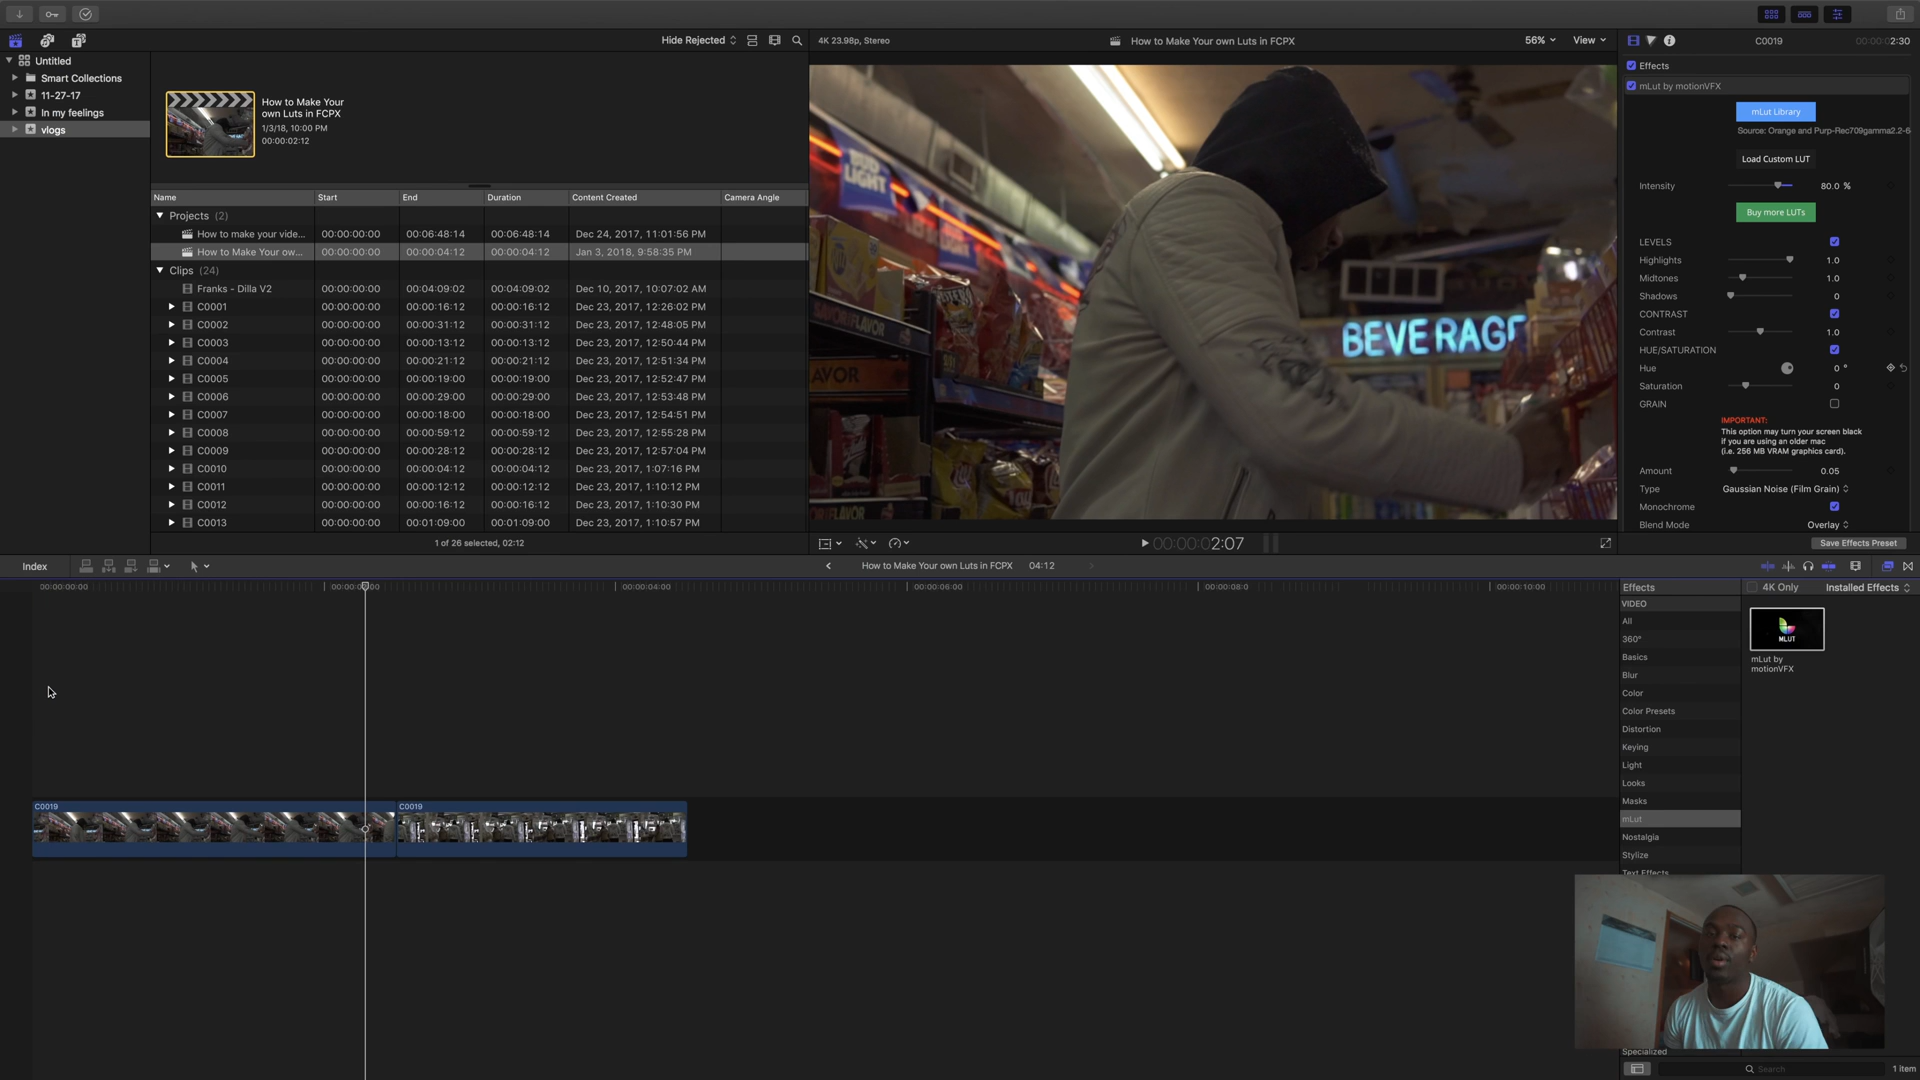 Hide Rejected
4K 23.98p, Stereo
How to Make Your own Luts in FCPX
56%
View
C0019
2:30
Untitled
Smart Collections
11-27-17
In my feelings
vlogs
How to Make Your
own Luts in FCPX
1/3/18, 10:00 PM
00:00:02:12
Name Start End Duration Content Created Camera Angle
Projects (2)
How to make your vide... 00:00:00:00 00:06:48:14 00:06:48:14 Dec 24, 2017, 11:01:56 PM
How to Make Your ow... 00:00:00:00 00:00:04:12 00:00:04:12 Jan 3, 2018, 9:58:35 PM
Clips (24)
Franks - Dilla V2 00:00:00:00 00:04:09:02 00:04:09:02 Dec 10, 2017, 10:07:02 AM
C0001 00:00:00:00 00:00:16:12 00:00:16:12 Dec 23, 2017, 12:26:02 PM
C0002 00:00:00:00 00:00:31:12 00:00:31:12 Dec 23, 2017, 12:48:05 PM
C0003 00:00:00:00 00:00:13:12 00:00:13:12 Dec 23, 2017, 12:50:44 PM
C0004 00:00:00:00 00:00:21:12 00:00:21:12 Dec 23, 2017, 12:51:34 PM
C0005 00:00:00:00 00:00:19:00 00:00:19:00 Dec 23, 2017, 12:52:47 PM
C0006 00:00:00:00 00:00:29:00 00:00:29:00 Dec 23, 2017, 12:53:48 PM
C0007 00:00:00:00 00:00:18:00 00:00:18:00 Dec 23, 2017, 12:54:51 PM
C0008 00:00:00:00 00:00:59:12 00:00:59:12 Dec 23, 2017, 12:55:28 PM
C0009 00:00:00:00 00:00:28:12 00:00:28:12 Dec 23, 2017, 12:57:04 PM
C0010 00:00:00:00 00:00:04:12 00:00:04:12 Dec 23, 2017, 1:07:16 PM
C0011 00:00:00:00 00:00:12:12 00:00:12:12 Dec 23, 2017, 1:10:12 PM
C0012 00:00:00:00 00:00:16:12 00:00:16:12 Dec 23, 2017, 1:10:30 PM
C0013 00:00:00:00 00:01:09:00 00:01:09:00 Dec 23, 2017, 1:10:57 PM
1 of 26 selected, 02:12
BUD
LIGHT
BEVERAGE
00:00:00:2:07
Effects
mLut by motionVFX
mLut Library
Source: Orange and Purp-Rec709gamma2.2-6
Load Custom LUT
Intensity 80.0 %
Buy more LUTs
LEVELS
Highlights 1.0
Midtones 1.0
Shadows 0
CONTRAST
Contrast 1.0
HUE/SATURATION
Hue 0 °
Saturation 0
GRAIN
IMPORTANT:
This option may turn your screen black
if you are using an older mac
(i.e. 256 MB VRAM graphics card).
Amount 0.05
Type Gaussian Noise (Film Grain)
Monochrome
Blend Mode Overlay
Save Effects Preset
Index
How to Make Your own Luts in FCPX 04:12
00:00:00:00
00:00:04:00
00:00:06:00
00:00:08:0
00:00:10:00
C0019
C0019
Effects
4K Only
Installed Effects
VIDEO
All
360°
Basics
Blur
Color
Color Presets
Distortion
Keying
Light
Looks
Masks
mLut
Nostalgia
Stylize
Text Effects
Specialized
MLUT
mLut by
motionVFX
Search
1 item